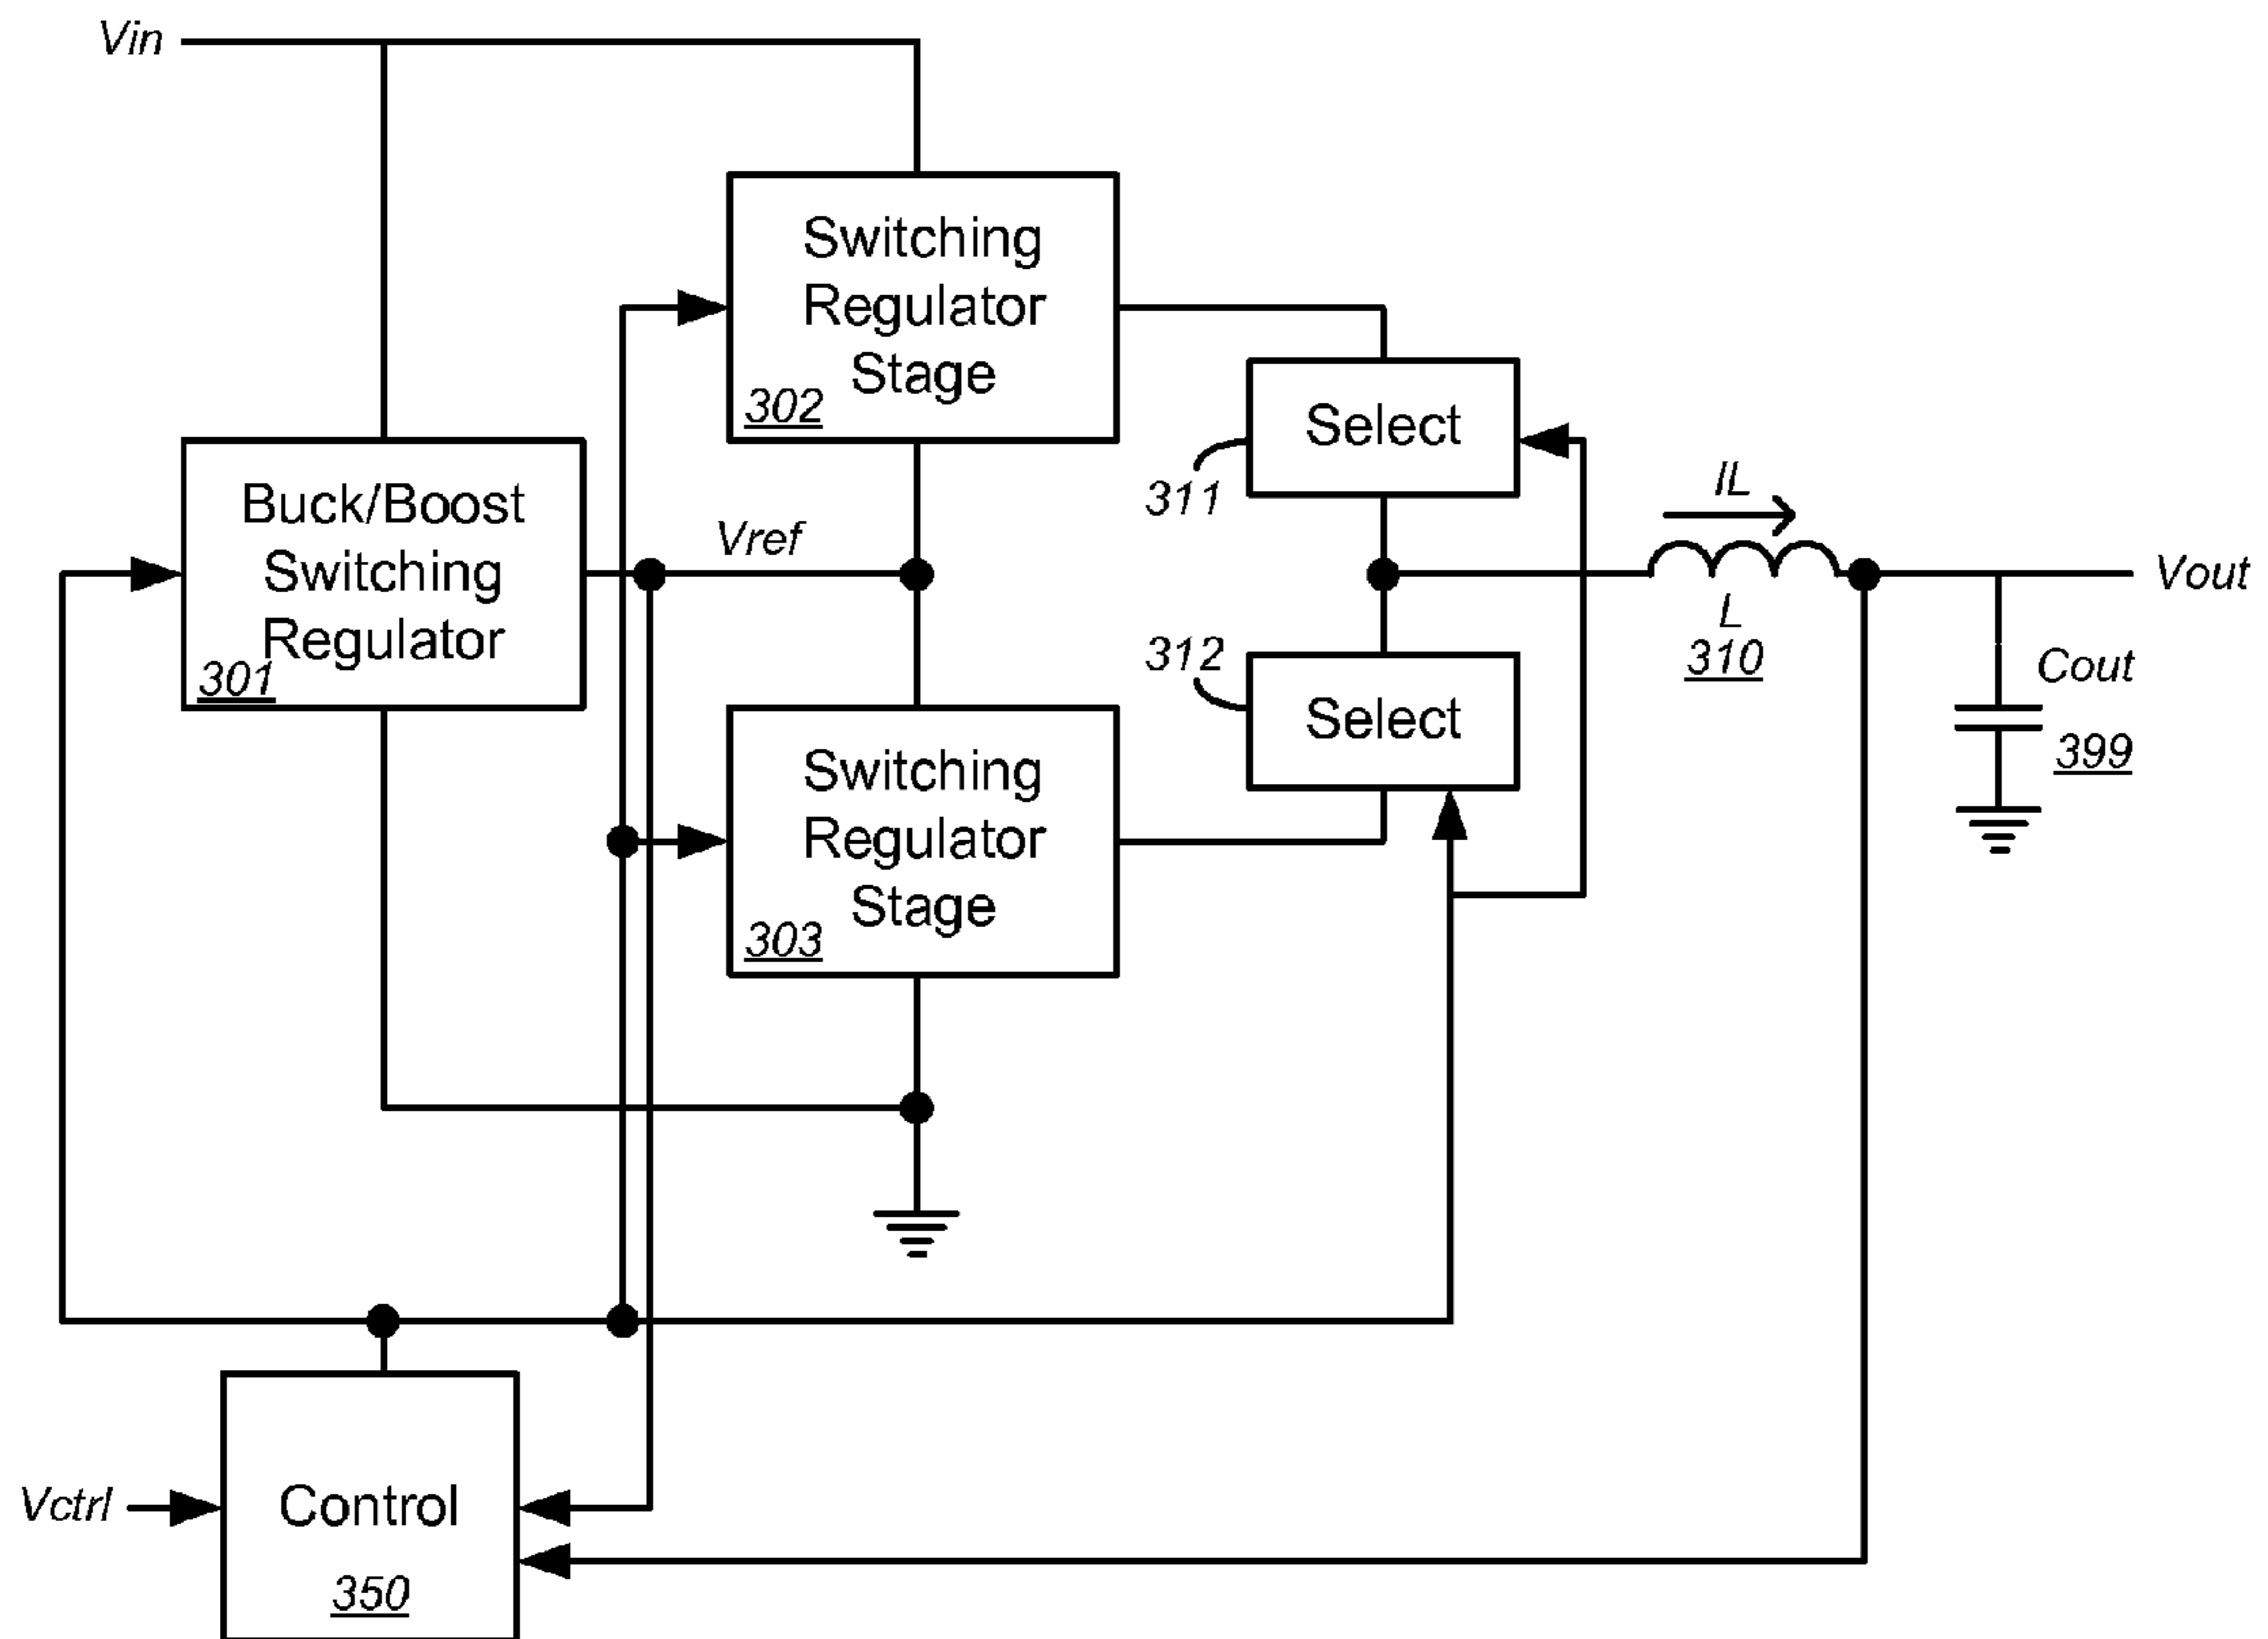 Vin
Switching
Regulator
Stage
302
Select
311
Buck/Boost
Switching
Regulator
301
Vref
IL
L
310
Vout
312
Select
Cout
399
Switching
Regulator
Stage
303
Vctrl
Control
350